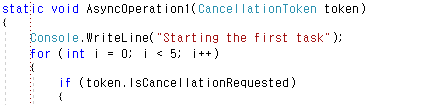 static void AsyncOperation1(CancellationToken token)
{
    Console.WriteLine("Starting the first task");
    for (int i = 0; i < 5; i++)
    {
        if (token.IsCancellationRequested)
        {